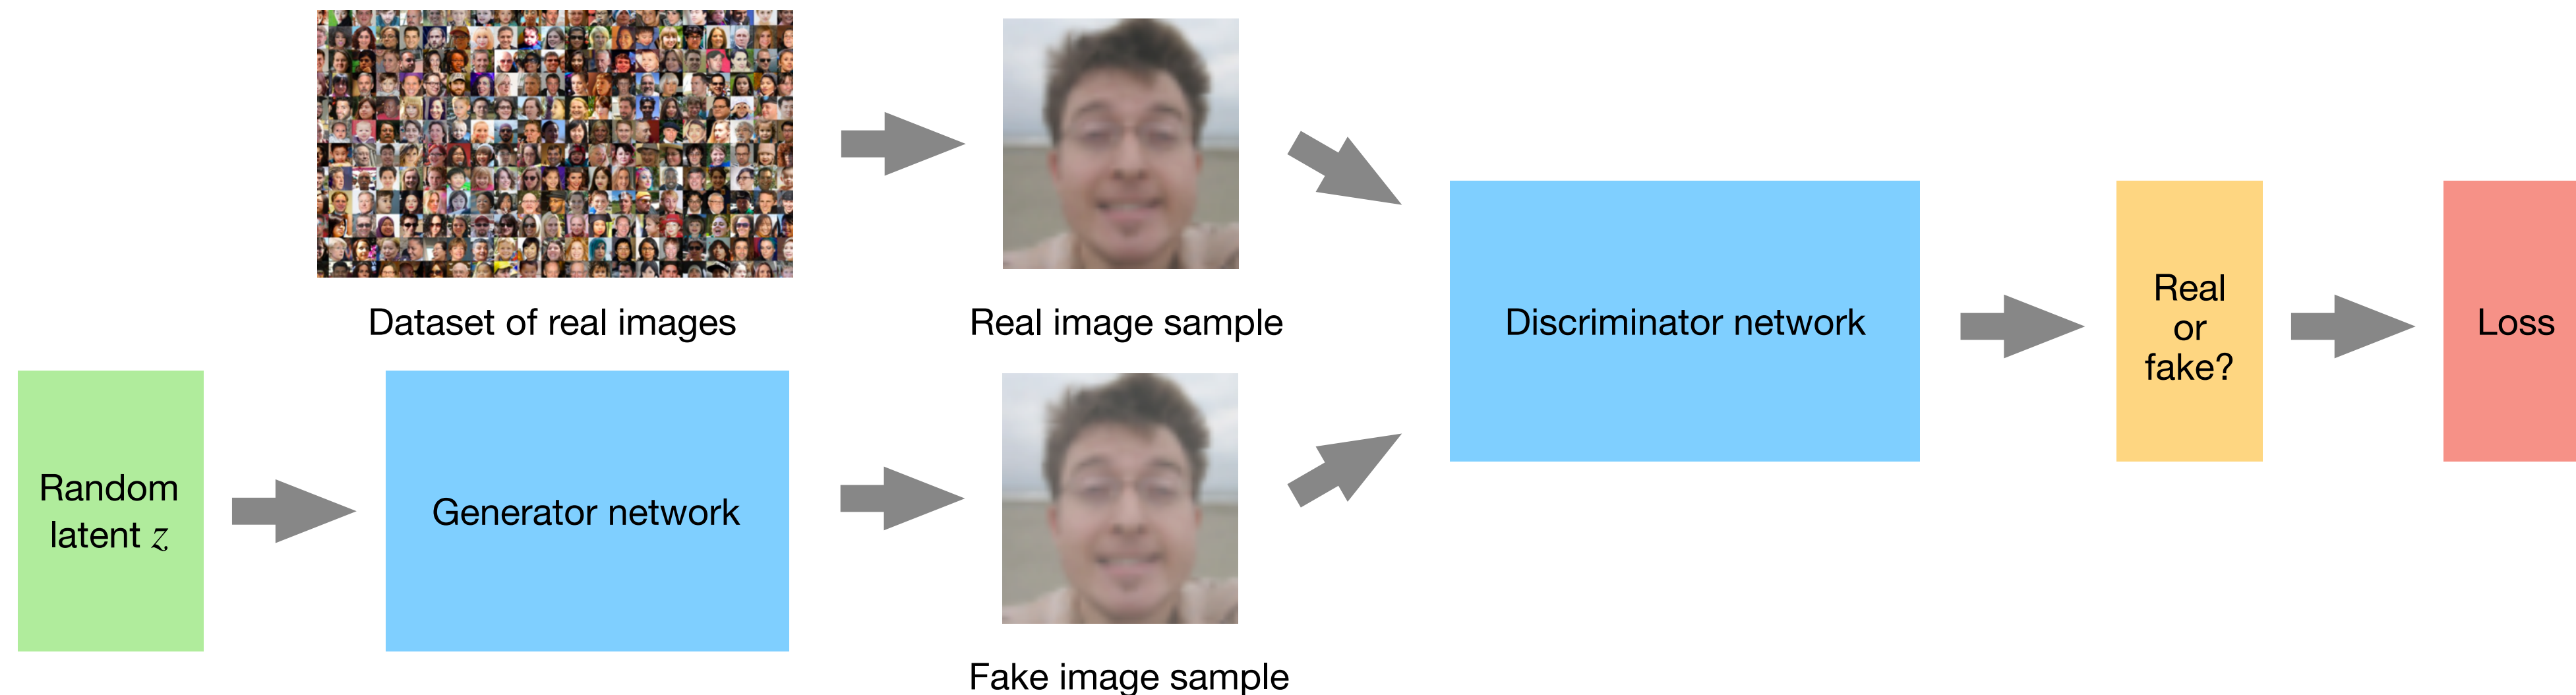 Dataset of real images
Real image sample
Random
latent z
Generator network
Fake image sample
Discriminator network
Real
or
fake?
Loss